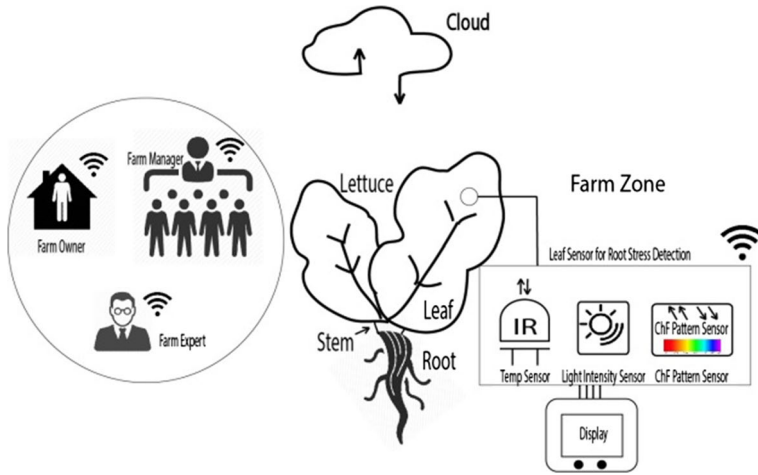 Cloud
Farm Manager
Farm Owner
Farm Expert
Lettuce
Leaf
Stem
Root
Farm Zone
Leaf Sensor for Root Stress Detection
IR
ChF Pattern Sensor
Temp Sensor
Light Intensity Sensor
ChF Pattern Sensor
Display